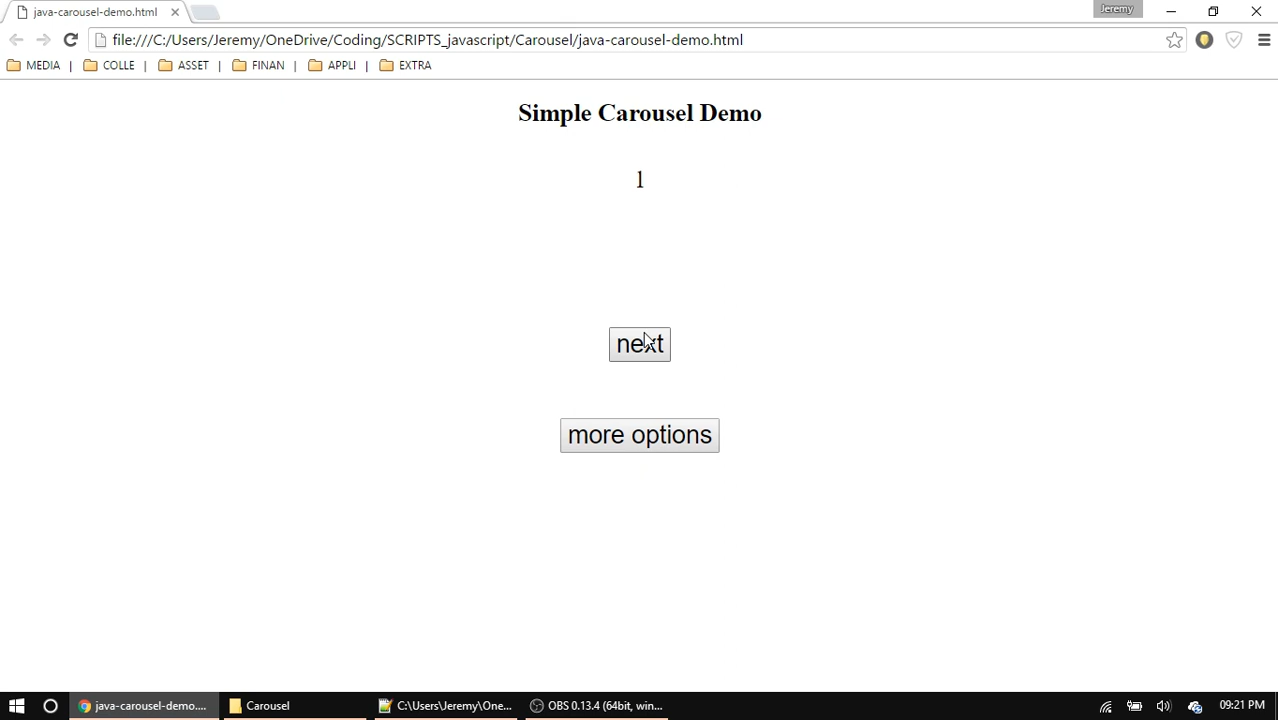 java-carousel-demo.html
Jeremy
file:///C:/Users/Jeremy/OneDrive/Coding/SCRIPTS_javascript/Carousel/java-carousel-demo.html
MEDIA | COLLE | ASSET | FINAN | APPLI | EXTRA
Simple Carousel Demo
1
next
more options
java-carousel-demo.... Carousel C:\Users\Jeremy\One... OBS 0.13.4 (64bit, win... 09:21 PM